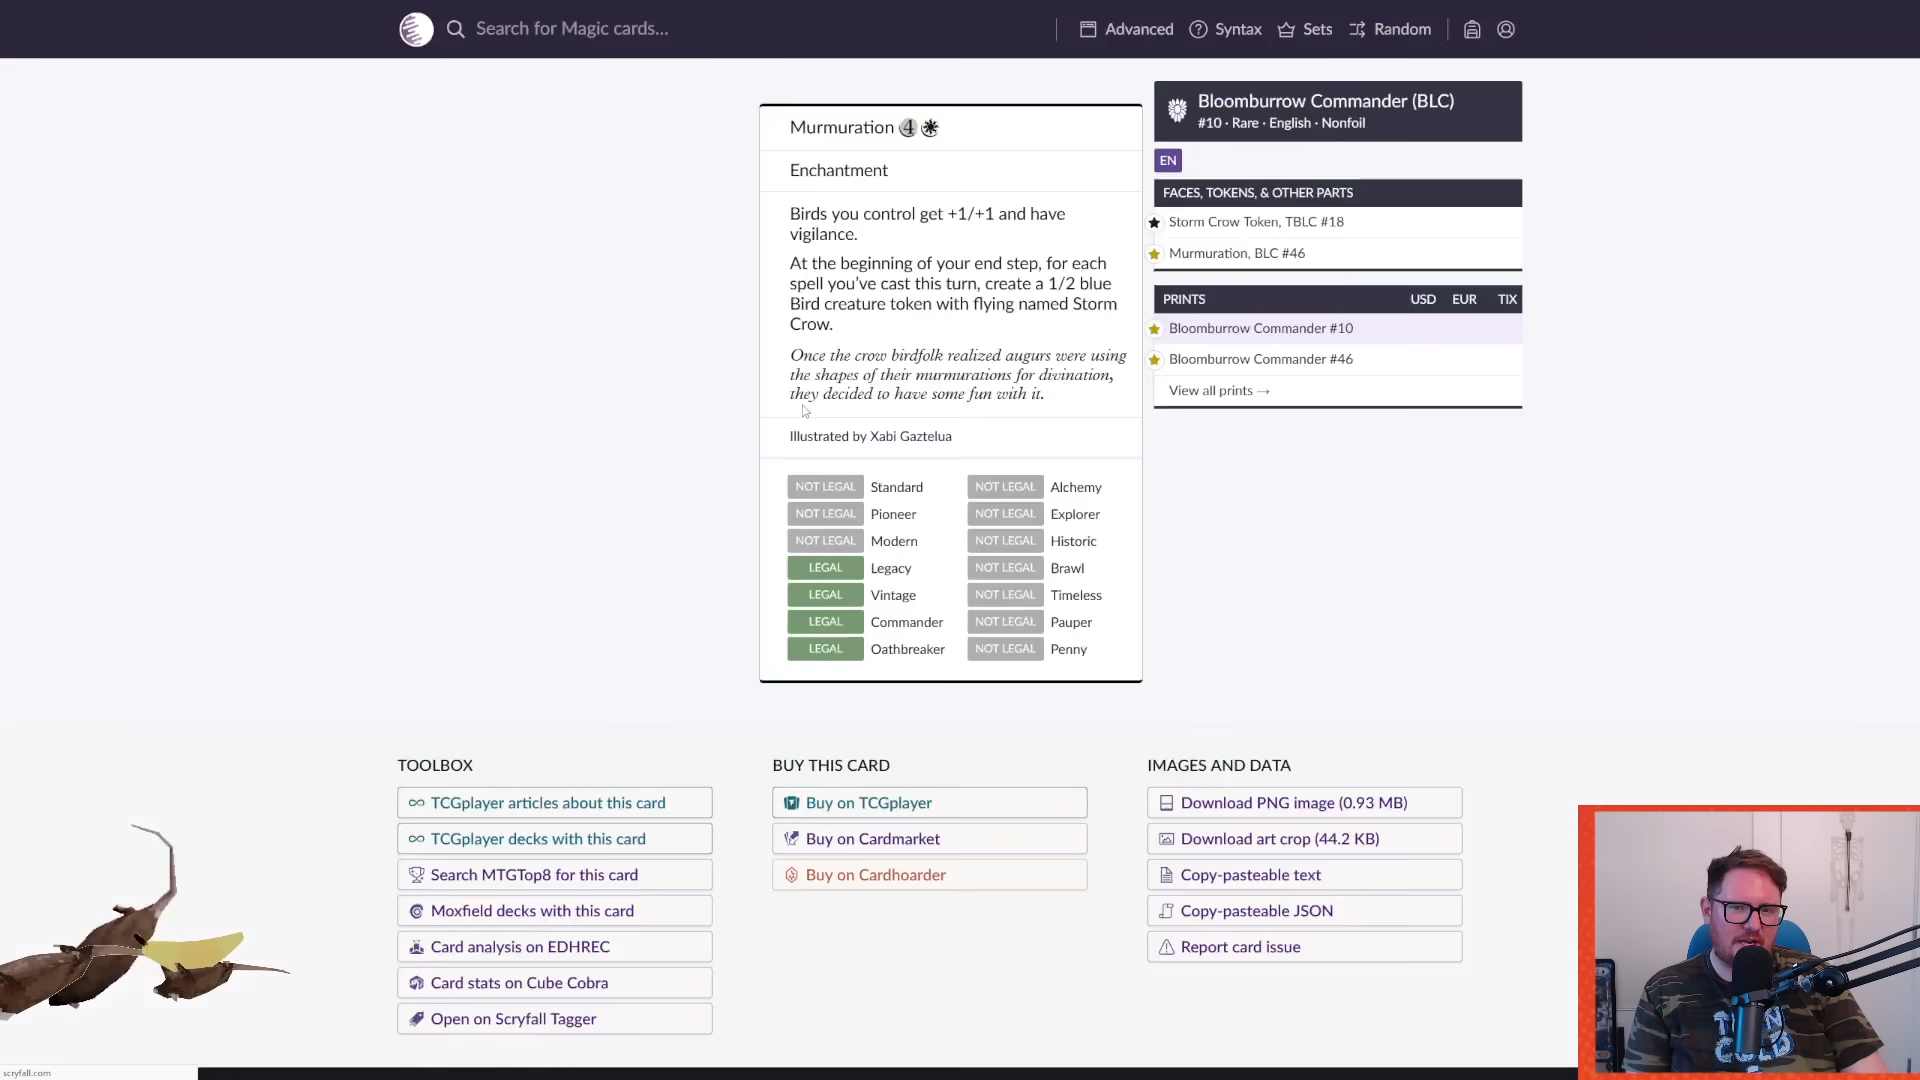 Search for Magic cards...
Advanced
Syntax
Sets
Random
Murmuration 4
Enchantment
Birds you control get +1/+1 and have
vigilance.
At the beginning of your end step, for each
spell you've cast this turn, create a 1/2 blue
Bird creature token with flying named Storm
Crow.
Once the crow birdfolk realized augurs were using
the shapes of their murmurations for divination,
they decided to have some fun with it.
Illustrated by Xabi Gaztelua
NOT LEGAL Standard NOT LEGAL Alchemy
NOT LEGAL Pioneer NOT LEGAL Explorer
NOT LEGAL Modern NOT LEGAL Historic
LEGAL Legacy NOT LEGAL Brawl
LEGAL Vintage NOT LEGAL Timeless
LEGAL Commander NOT LEGAL Pauper
LEGAL Oathbreaker NOT LEGAL Penny
Bloomburrow Commander (BLC)
#10 · Rare · English · Nonfoil
EN
FACES, TOKENS, & OTHER PARTS
Storm Crow Token, TBLC #18
Murmuration, BLC #46
PRINTS USD EUR TIX
Bloomburrow Commander #10
Bloomburrow Commander #46
View all prints →
TOOLBOX
TCGplayer articles about this card
TCGplayer decks with this card
Search MTGTop8 for this card
Moxfield decks with this card
Card analysis on EDHREC
Card stats on Cube Cobra
Open on Scryfall Tagger
BUY THIS CARD
Buy on TCGplayer
Buy on Cardmarket
Buy on Cardhoarder
IMAGES AND DATA
Download PNG image (0.93 MB)
Download art crop (44.2 KB)
Copy-pasteable text
Copy-pasteable JSON
Report card issue
scryfall.com